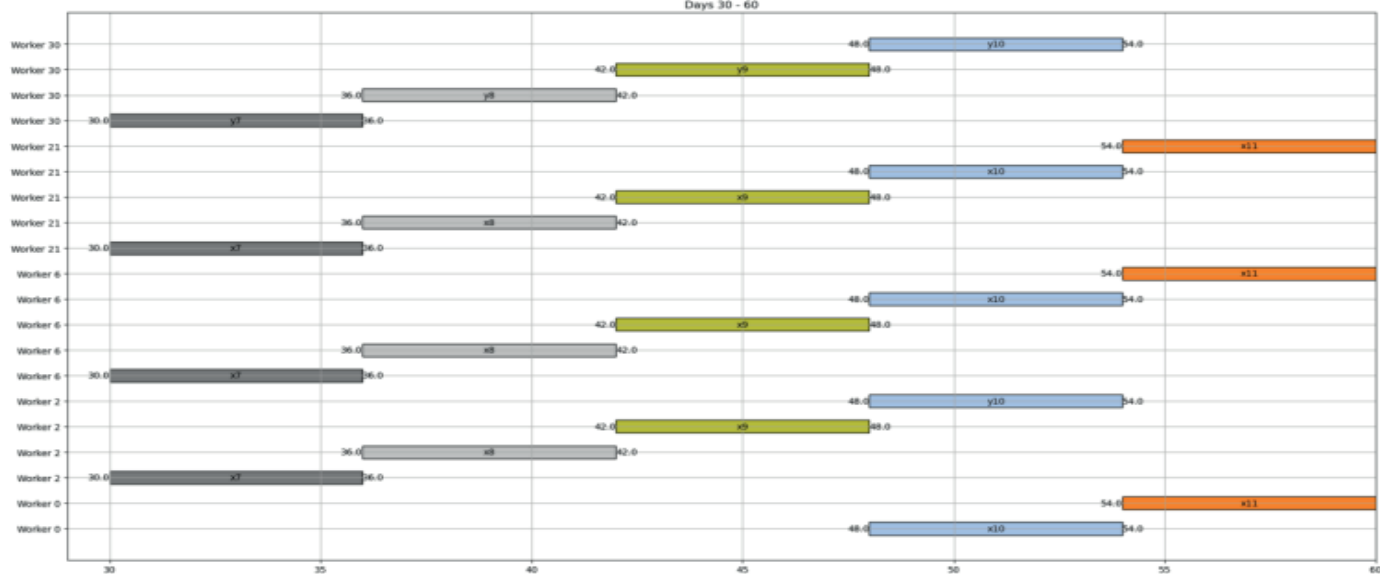 Days 30 - 60
Worker 30 48.0 y10 54.0
Worker 30 42.0 y9 48.0
Worker 30 36.0 y8 42.0
Worker 30 30.0 y7 36.0
Worker 21 54.0 x11
Worker 21 48.0 x10 54.0
Worker 21 42.0 x9 48.0
Worker 21 36.0 x8 42.0
Worker 21 30.0 x7 36.0
Worker 6 54.0 x11
Worker 6 48.0 x10 54.0
Worker 6 42.0 x9 48.0
Worker 6 36.0 x8 42.0
Worker 6 30.0 x7 36.0
Worker 2 48.0 y10 54.0
Worker 2 42.0 x9 48.0
Worker 2 36.0 x8 42.0
Worker 2 30.0 x7 36.0
Worker 0 54.0 x11
Worker 0 48.0 x10 54.0
30 35 40 45 50 55 60